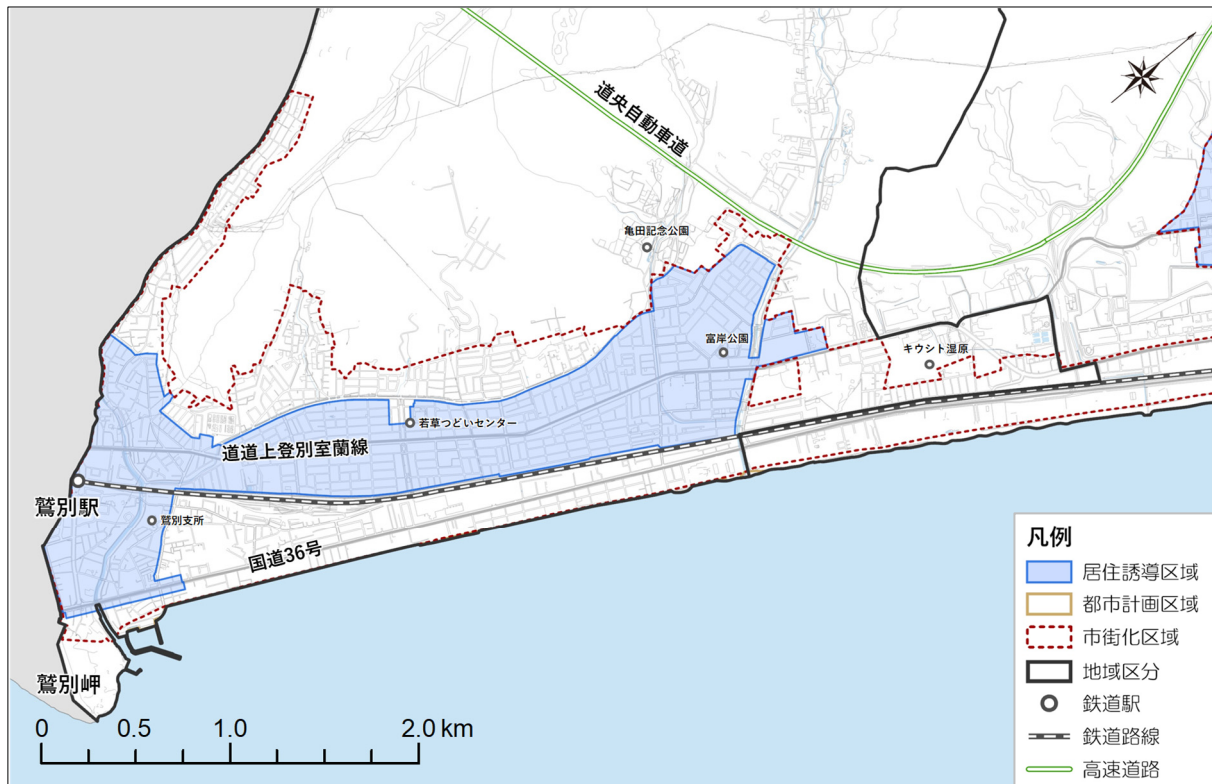 道央自動車道
亀田記念公園
富岸公園
キウシト湿原
若草つどいセンター
道道上登別室蘭線
鷲別駅
鷲別支所
国道36号
鷲別岬
0 0.5 1.0 2.0 km
凡例
居住誘導区域
都市計画区域
市街化区域
地域区分
鉄道駅
鉄道路線
高速道路